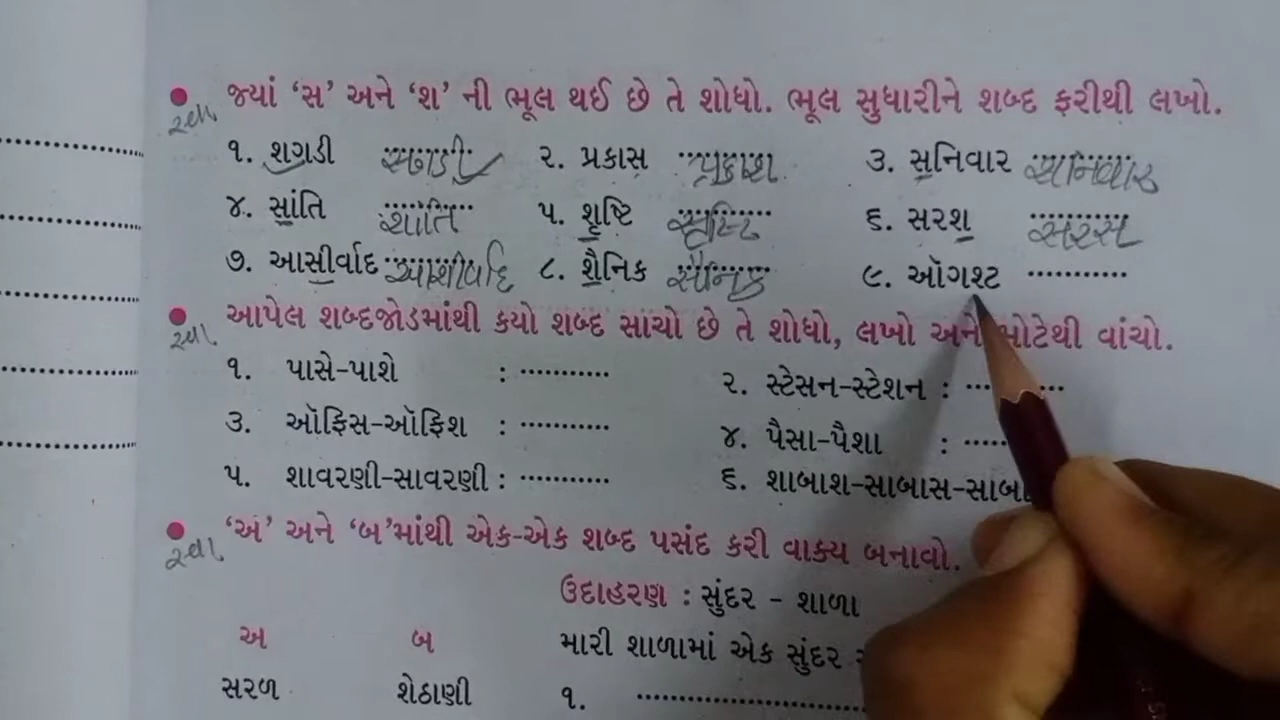 • જ્યાં ‘સ’ અને ‘શ’ ની ભૂલ થઈ છે તે શોધો. ભૂલ સુધારીને શબ્દ ફરીથી લખો.
૧. શગડી સગડી ૨. પ્રકાસ પ્રકાશ ૩. સનિવાર શનિવાર
૪. સાંતિ શાંતિ ૫. શૃષ્ટિ સૃષ્ટિ ૬. સરશ સરસ
૭. આસીર્વાદ આશીર્વાદ ૮. શૈનિક સૈનિક ૯. ઑગશ્ટ ............
• આપેલ શબ્દજોડમાંથી કયો શબ્દ સાચો છે તે શોધો, લખો અને મોટેથી વાંચો.
૧. પાસે-પાશે : ............ ૨. સ્ટેસન-સ્ટેશન : ............
૩. ઑફિસ-ઑફિશ : ............ ૪. પૈસા-પૈશા : ......
૫. શાવરણી-સાવરણી : ............ ૬. શાબાશ-સાબાસ-સાબા
• ‘અ’ અને ‘બ’માંથી એક-એક શબ્દ પસંદ કરી વાક્ય બનાવો.
ઉદાહરણ : સુંદર - શાળા
અ બ મારી શાળામાં એક સુંદર
સરળ શેઠાણી ૧. ........................